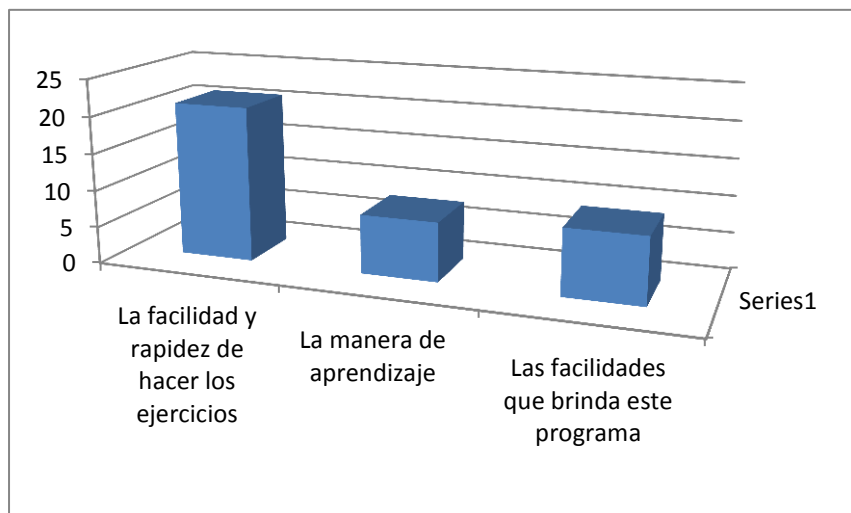 25
20
15
10
5
0
Series1
La facilidad y
rapidez de
hacer los
ejercicios
La manera de
aprendizaje
Las facilidades
que brinda este
programa